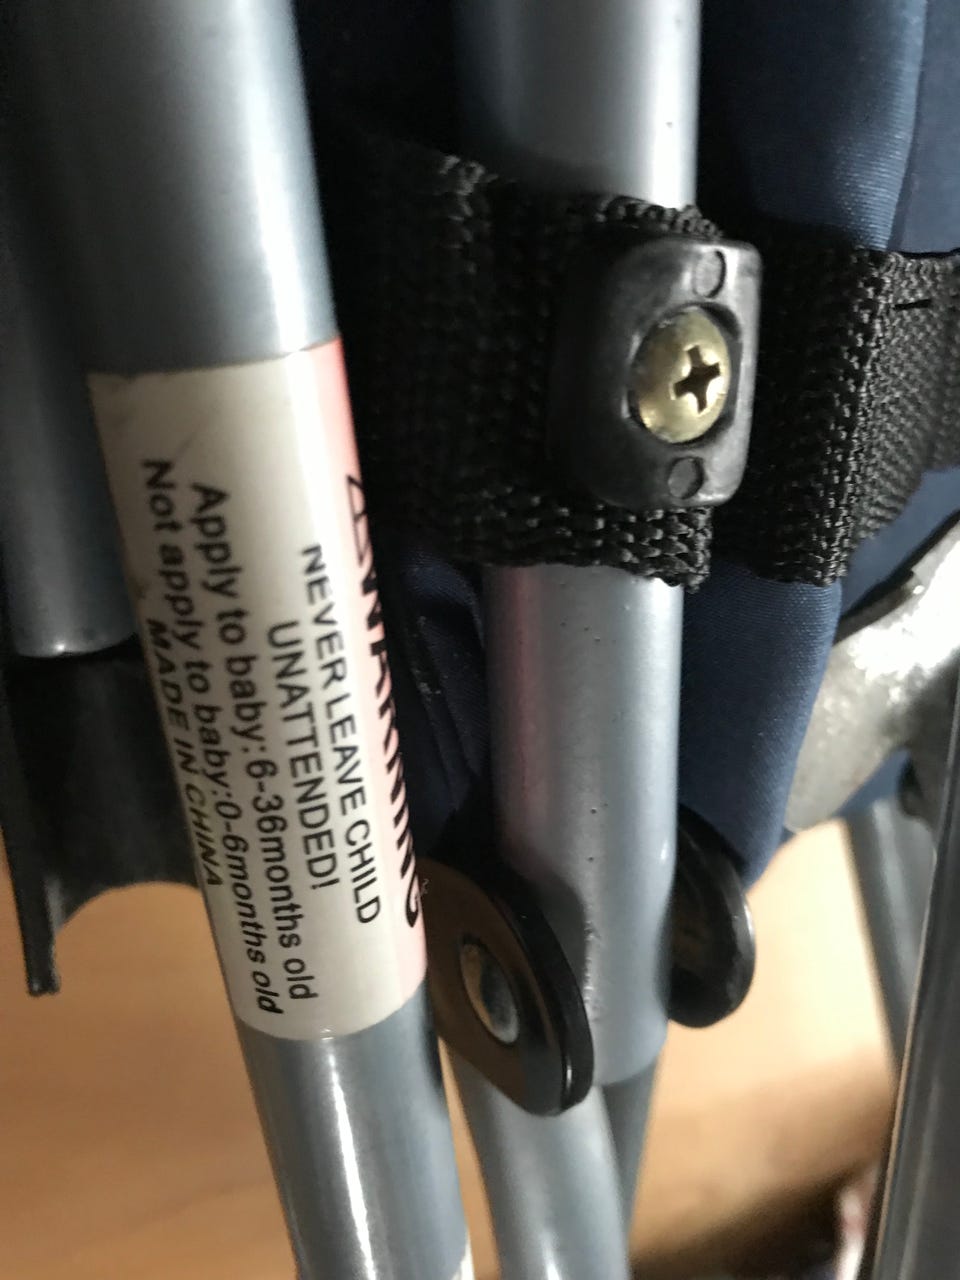 ⚠WARNING
NEVER LEAVE CHILD
UNATTENDED!
Apply to baby:6-36months old
Not apply to baby:0-6months old
MADE IN CHINA